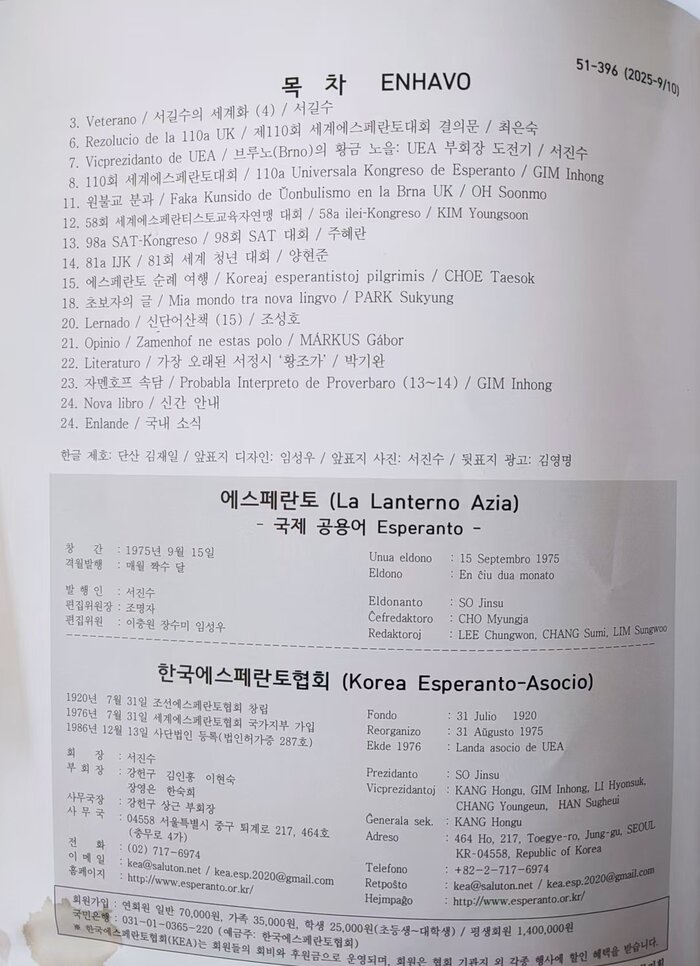 51-396 (2025-9/10)
목 차 ENHAVO
3. Veterano / 서길수의 세계화 (4) / 서길수
6. Rezolucio de la 110a UK / 제110회 세계에스페란토대회 결의문 / 최은숙
7. Vicprezidanto de UEA / 브루노(Brno)의 황금 노을: UEA 부회장 도전기 / 서진수
8. 110회 세계에스페란토대회 / 110a Universala Kongreso de Esperanto / GIM Inhong
11. 원불교 분과 / Faka Kunsido de Ŭonbulismo en la Brna UK / OH Soonmo
12. 58회 세계에스페란티스토교육자연맹 대회 / 58a ilei-Kongreso / KIM Youngsoon
13. 98a SAT-Kongreso / 98회 SAT 대회 / 주혜란
14. 81a IJK / 81회 세계 청년 대회 / 양현준
15. 에스페란토 순례 여행 / Koreaj esperantistoj pilgrimis / CHOE Taesok
18. 초보자의 글 / Mia mondo tra nova lingvo / PARK Sukyung
20. Lernado / 신단어산책 (15) / 조성호
21. Opinio / Zamenhof ne estas polo / MÁRKUS Gábor
22. Literaturo / 가장 오래된 서정시 '황조가' / 박기완
23. 자멘호프 속담 / Probabla Interpreto de Proverbaro (13~14) / GIM Inhong
24. Nova libro / 신간 안내
24. Enlande / 국내 소식
한글 제호: 단산 김재일 / 앞표지 디자인: 임성우 / 앞표지 사진: 서진수 / 뒷표지 광고: 김영명
에스페란토 (La Lanterno Azia)
- 국제 공용어 Esperanto -
창 간 : 1975년 9월 15일
격월발행 : 매월 짝수 달
발 행 인 : 서진수
편집위원장 : 조명자
편집위원 : 이충원 장수미 임성우
Unua eldono : 15 Septembro 1975
Eldono : En ĉiu dua monato
Eldonanto : SO Jinsu
Ĉefredaktoro : CHO Myungja
Redaktoroj : LEE Chungwon, CHANG Sumi, LIM Sungwoo
한국에스페란토협회 (Korea Esperanto-Asocio)
1920년 7월 31일 조선에스페란토협회 창립
1976년 7월 31일 세계에스페란토협회 국가지부 가입
1986년 12월 13일 사단법인 등록(법인허가증 287호)
회 장 : 서진수
부 회 장 : 강헌구 김인홍 이현숙
장영은 한숙희
사무국장 : 강헌구 상근 부회장
사 무 국 : 04558 서울특별시 중구 퇴계로 217, 464호
(충무로 4가)
전 화 : (02) 717-6974
이 메 일 : kea@saluton.net / kea.esp.2020@gmail.com
홈페이지 : http://www.esperanto.or.kr/
Fondo : 31 Julio 1920
Reorganizo : 31 Aŭgusto 1975
Ekde 1976 : Landa asocio de UEA
Prezidanto : SO Jinsu
Vicprezidantoj : KANG Hongu, GIM Inhong, LI Hyonsuk,
CHANG Youngeun, HAN Sugheui
Ĝenerala sek. : KANG Hongu
Adreso : 464 Ho, 217, Toegye-ro, Jung-gu, SEOUL
KR-04558, Republic of Korea
Telefono : +82-2-717-6974
Retpoŝto : kea@saluton.net / kea.esp.2020@gmail.com
Hejmpaĝo : http://www.esperanto.or.kr/
회원가입 : 연회원 일반 70,000원, 가족 35,000원, 학생 25,000원(초등생~대학생) / 평생회원 1,400,000원
국민은행 : 031-01-0365-220 (예금주: 한국에스페란토협회)
※ 한국에스페란토협회(KEA)는 회원들의 회비와 후원금으로 운영되며, 회원은 협회 기관지 외 각종 행사에 할인 혜택을 받습니다.